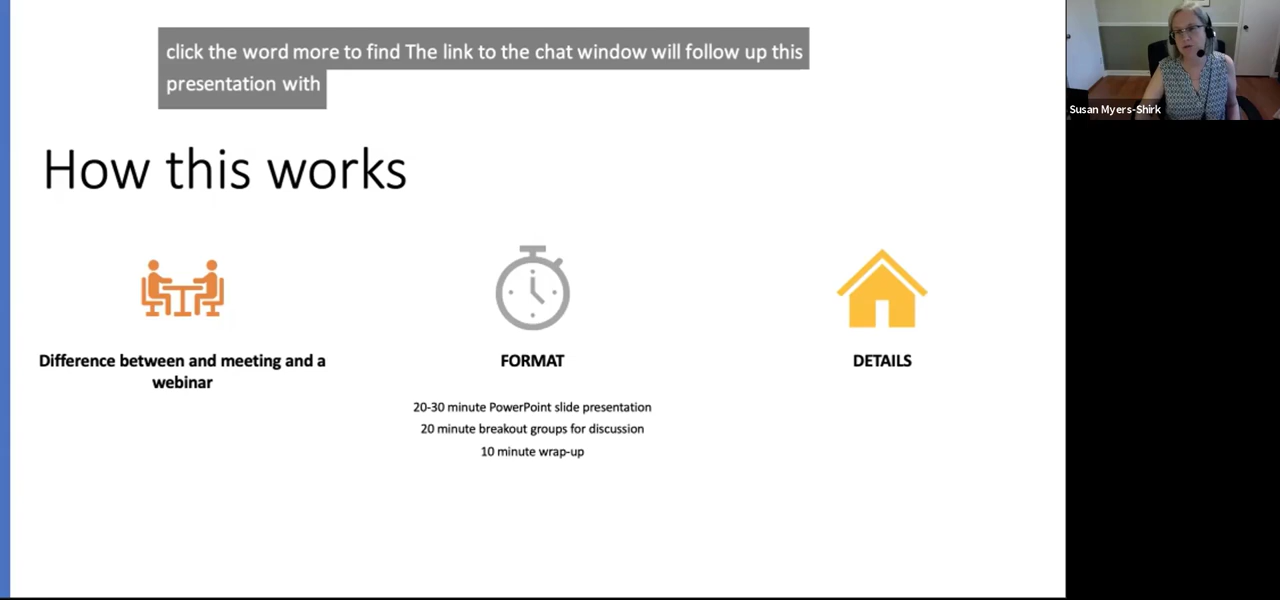 click the word more to find The link to the chat window will follow up this
presentation with
Susan Myers-Shirk
How this works
Difference between and meeting and a
webinar
FORMAT
20-30 minute PowerPoint slide presentation
20 minute breakout groups for discussion
10 minute wrap-up
DETAILS